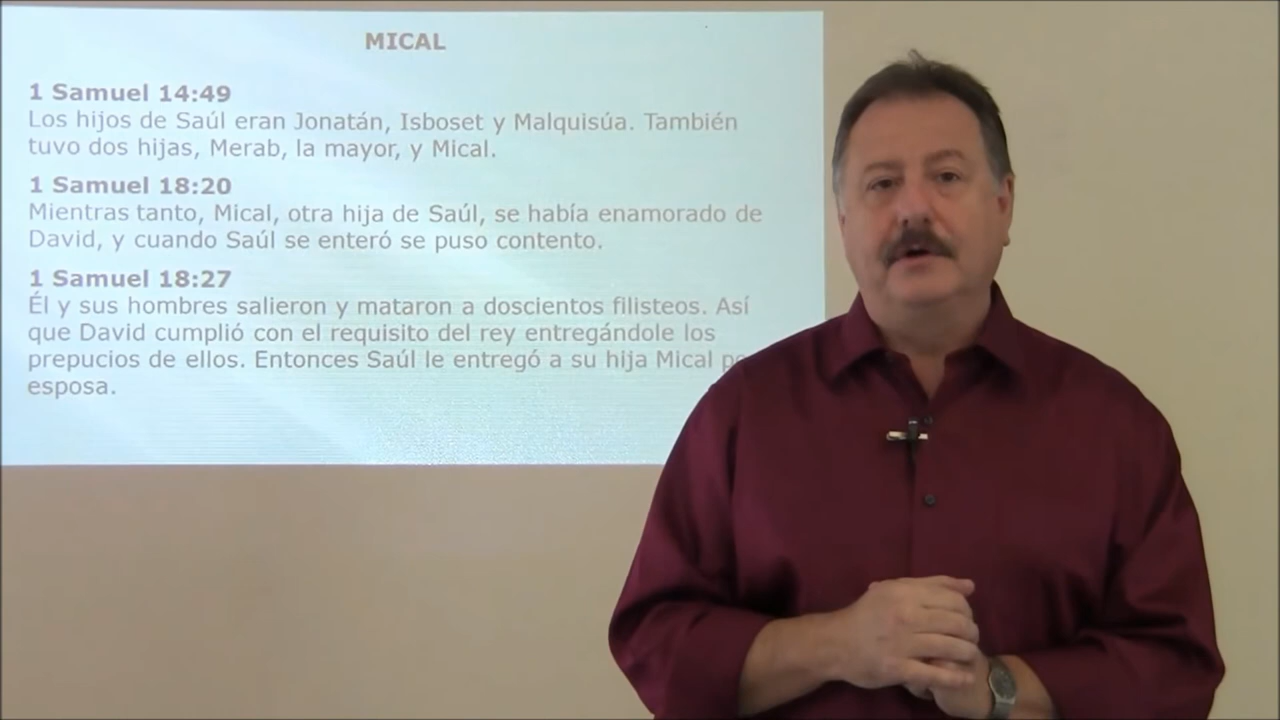 MICAL
1 Samuel 14:49
Los hijos de Saúl eran Jonatán, Isboset y Malquisúa. También
tuvo dos hijas, Merab, la mayor, y Mical.
1 Samuel 18:20
Mientras tanto, Mical, otra hija de Saúl, se había enamorado de
David, y cuando Saúl se enteró se puso contento.
1 Samuel 18:27
Él y sus hombres salieron y mataron a doscientos filisteos. Así
que David cumplió con el requisito del rey entregándole los
prepucios de ellos. Entonces Saúl le entregó a su hija Mical
esposa.